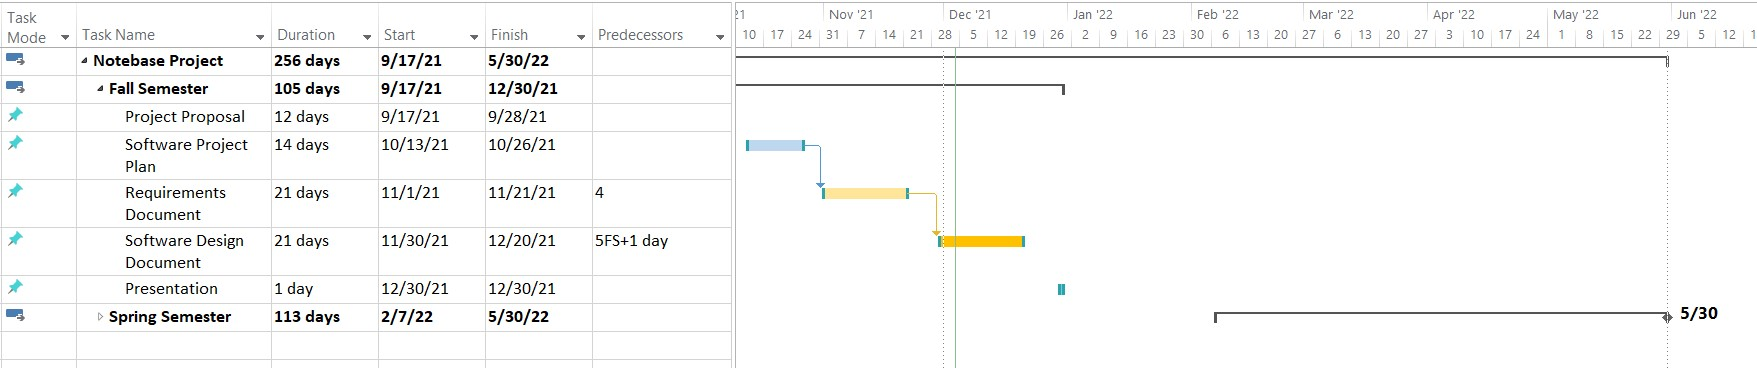 Task Mode Task Name Duration Start Finish Predecessors
21 Nov '21 Dec '21 Jan '22 Feb '22 Mar '22 Apr '22 May '22 Jun '22
10 17 24 31 7 14 21 28 5 12 19 26 2 9 16 23 30 6 13 20 27 6 13 20 27 3 10 17 24 1 8 15 22 29 5 12 1
Notebase Project 256 days 9/17/21 5/30/22
Fall Semester 105 days 9/17/21 12/30/21
Project Proposal 12 days 9/17/21 9/28/21
Software Project Plan 14 days 10/13/21 10/26/21
Requirements Document 21 days 11/1/21 11/21/21 4
Software Design Document 21 days 11/30/21 12/20/21 5FS+1 day
Presentation 1 day 12/30/21 12/30/21
Spring Semester 113 days 2/7/22 5/30/22 5/30